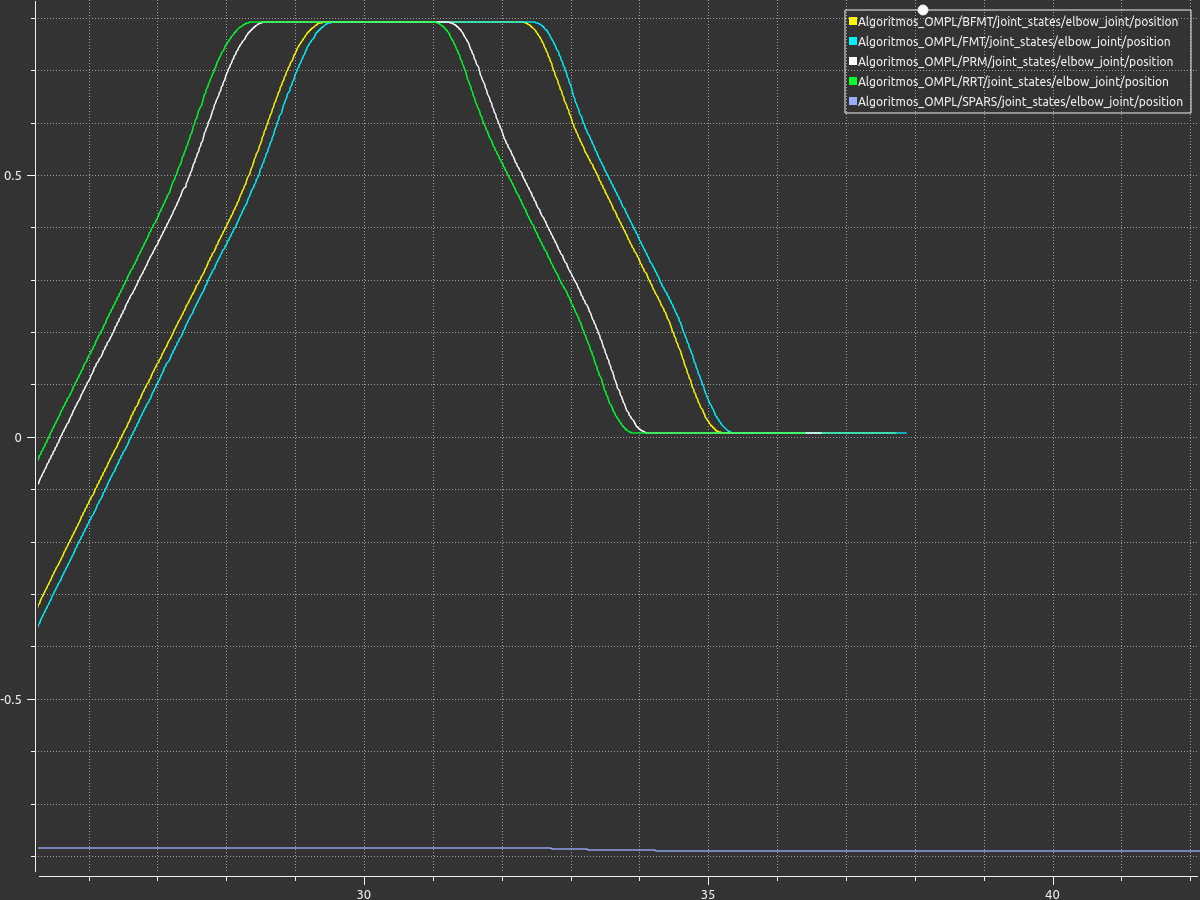 Algoritmos_OMPL/BFMT/joint_states/elbow_joint/position
Algoritmos_OMPL/FMT/joint_states/elbow_joint/position
Algoritmos_OMPL/PRM/joint_states/elbow_joint/position
Algoritmos_OMPL/RRT/joint_states/elbow_joint/position
Algoritmos_OMPL/SPARS/joint_states/elbow_joint/position
0.5
0
-0.5
30
35
40